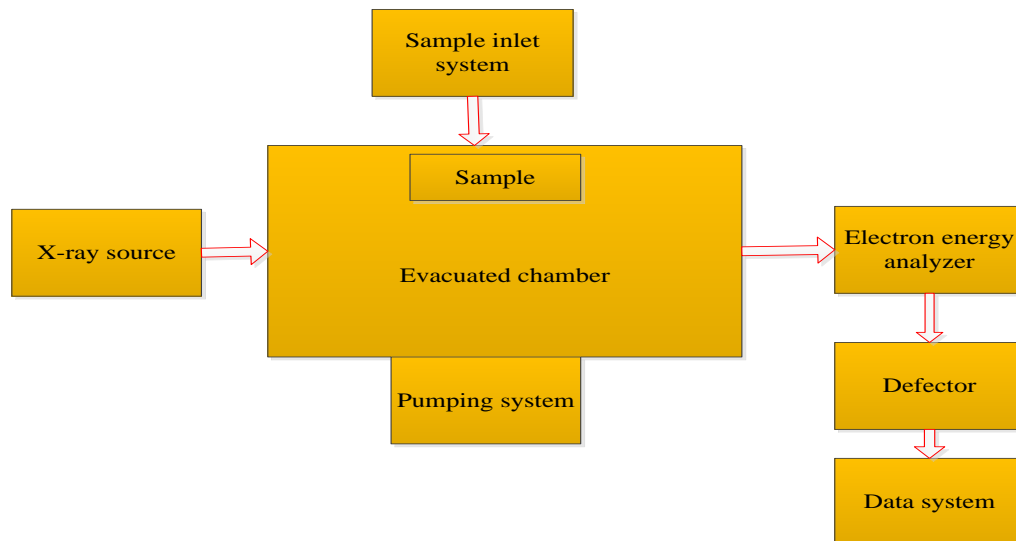 Sample inlet
system
Sample
X-ray source
Evacuated chamber
Electron energy
analyzer
Pumping system
Defector
Data system